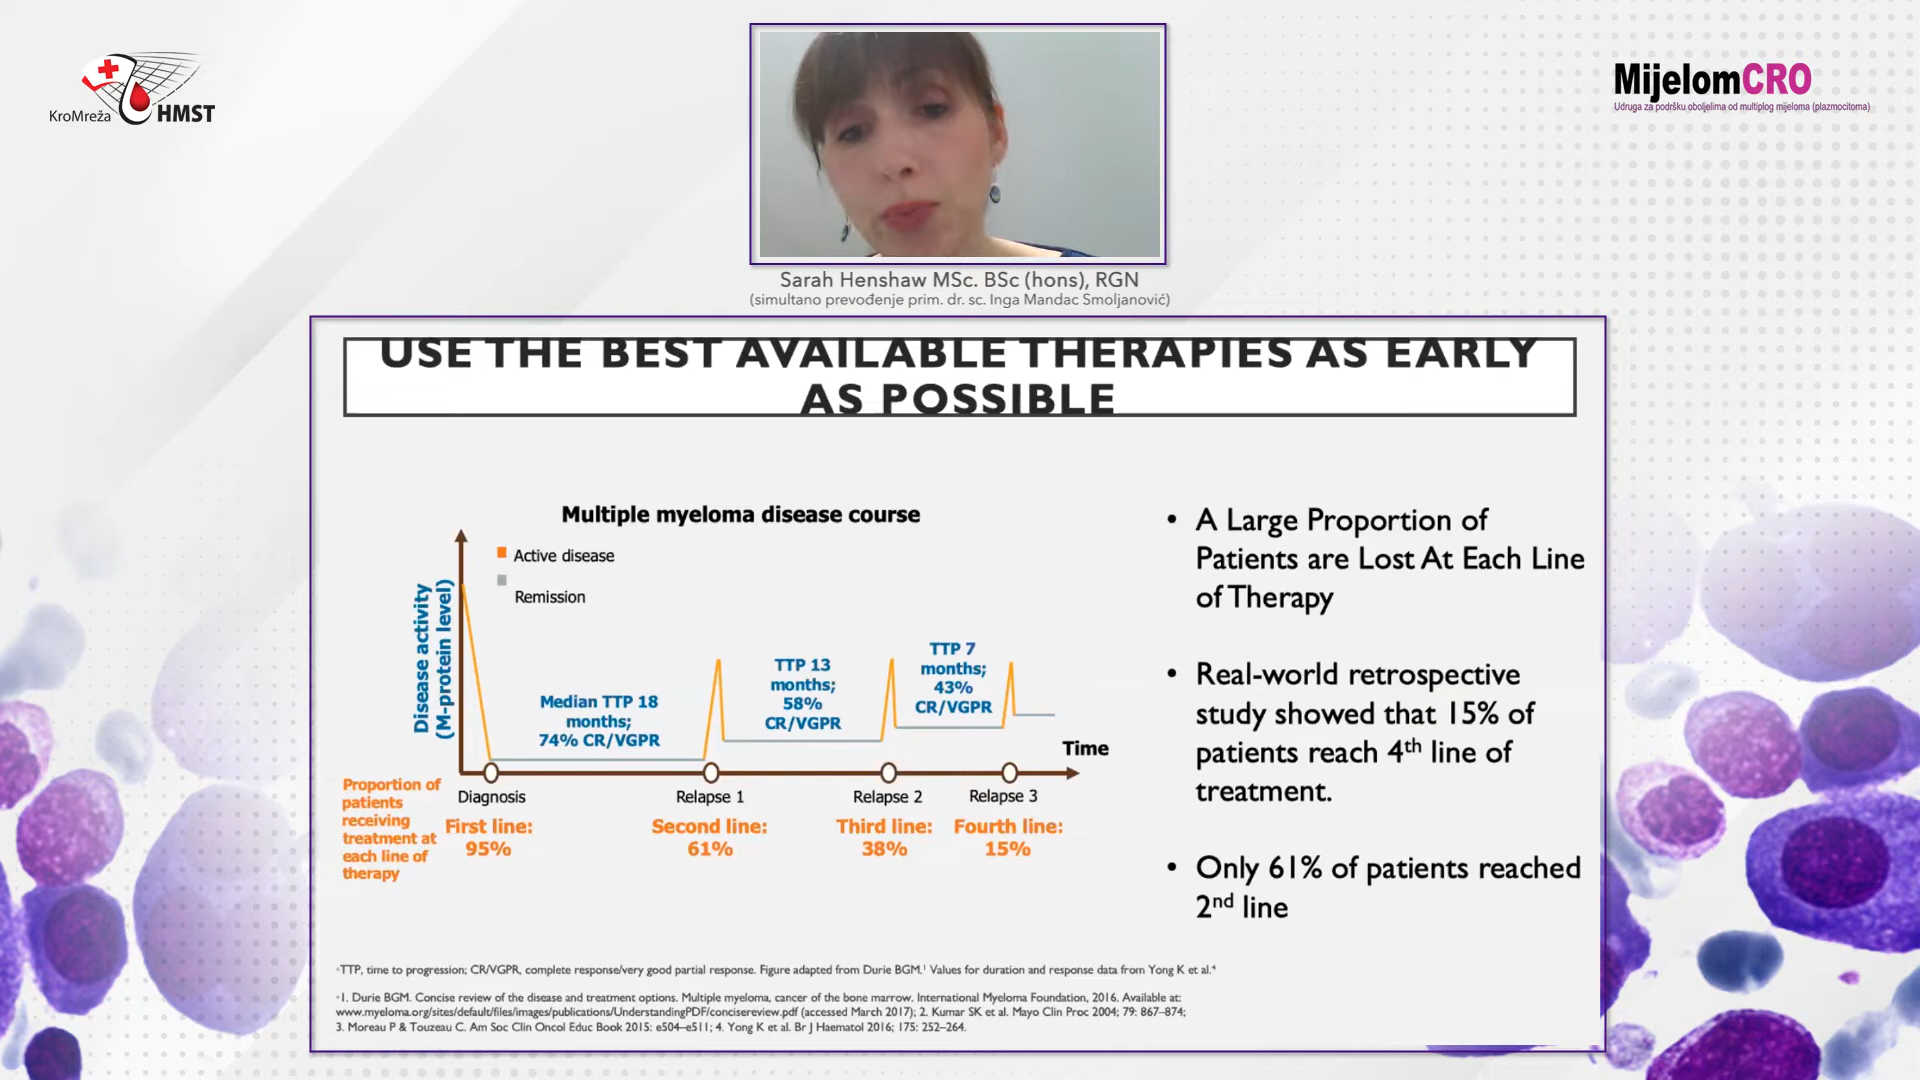 KroMreža HMST
MijelomCRO
Udruga za podršku oboljelima od multiplog mijeloma (plazmocitoma)
Sarah Henshaw MSc. BSc (hons), RGN
(simultano prevođenje prim. dr. sc. Inga Mandac Smoljanović)
USE THE BEST AVAILABLE THERAPIES AS EARLY
AS POSSIBLE
Multiple myeloma disease course
Active disease
Remission
Disease activity
(M-protein level)
Median TTP 18
months;
74% CR/VGPR
TTP 13
months;
58%
CR/VGPR
TTP 7
months;
43%
CR/VGPR
Time
Diagnosis
Relapse 1
Relapse 2
Relapse 3
Proportion of
patients
receiving
treatment at
each line of
therapy
First line:
95%
Second line:
61%
Third line:
38%
Fourth line:
15%
• A Large Proportion of
Patients are Lost At Each Line
of Therapy
• Real-world retrospective
study showed that 15% of
patients reach 4th line of
treatment.
• Only 61% of patients reached
2nd line
•TTP, time to progression; CR/VGPR, complete response/very good partial response. Figure adapted from Durie BGM.1 Values for duration and response data from Yong K et al.4
•1. Durie BGM. Concise review of the disease and treatment options. Multiple myeloma, cancer of the bone marrow. International Myeloma Foundation, 2016. Available at:
www.myeloma.org/sites/default/files/images/publications/UnderstandingPDF/concisereview.pdf (accessed March 2017); 2. Kumar SK et al. Mayo Clin Proc 2004; 79: 867–874;
3. Moreau P & Touzeau C. Am Soc Clin Oncol Educ Book 2015: e504–e511; 4. Yong K et al. Br J Haematol 2016; 175: 252–264.